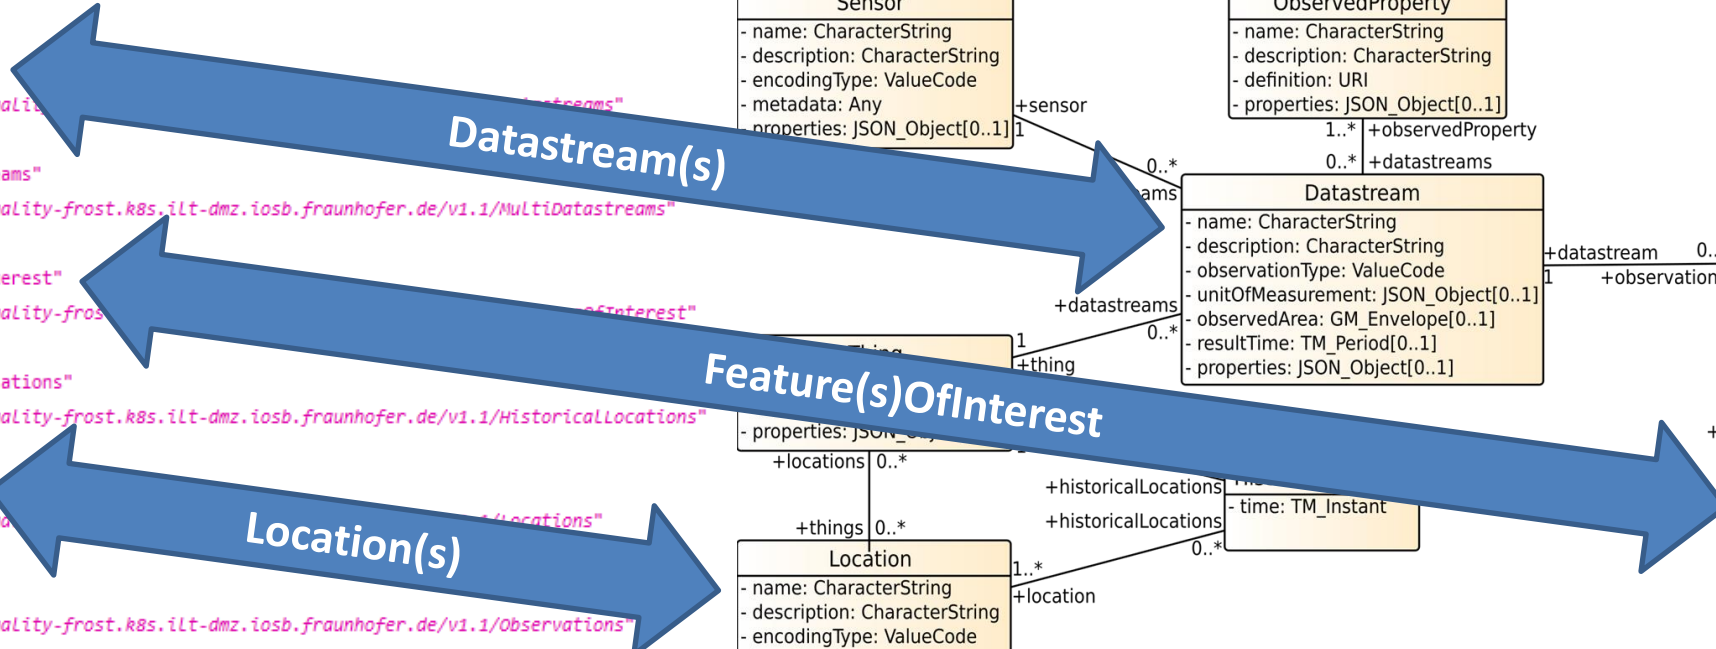 Sensor
- name: CharacterString
- description: CharacterString
- encodingType: ValueCode
- metadata: Any
- properties: JSON_Object[0..1]
+sensor
1
0..*
ObservedProperty
- name: CharacterString
- description: CharacterString
- definition: URI
- properties: JSON_Object[0..1]
1..* +observedProperty
0..* +datastreams
Datastream(s)
ams"
ality-frost.k8s.ilt-dmz.iosb.fraunhofer.de/v1.1/MultiDatastreams"
Datastream
- name: CharacterString
- description: CharacterString
- observationType: ValueCode
- unitOfMeasurement: JSON_Object[0..1]
- observedArea: GM_Envelope[0..1]
- resultTime: TM_Period[0..1]
- properties: JSON_Object[0..1]
+datastream 0..
1 +observation
+datastreams
0..*
erest"
ality-fros OfInterest"
1
+thing
Feature(s)OfInterest
ations"
ality-frost.k8s.ilt-dmz.iosb.fraunhofer.de/v1.1/HistoricalLocations"
- properties:
+locations 0..*
+things 0..*
+historicalLocations
+historicalLocations
0..*
- time: TM_Instant
Location(s)
Location
- name: CharacterString
- description: CharacterString
- encodingType: ValueCode
1..*
+location
ality-frost.k8s.ilt-dmz.iosb.fraunhofer.de/v1.1/Observations"